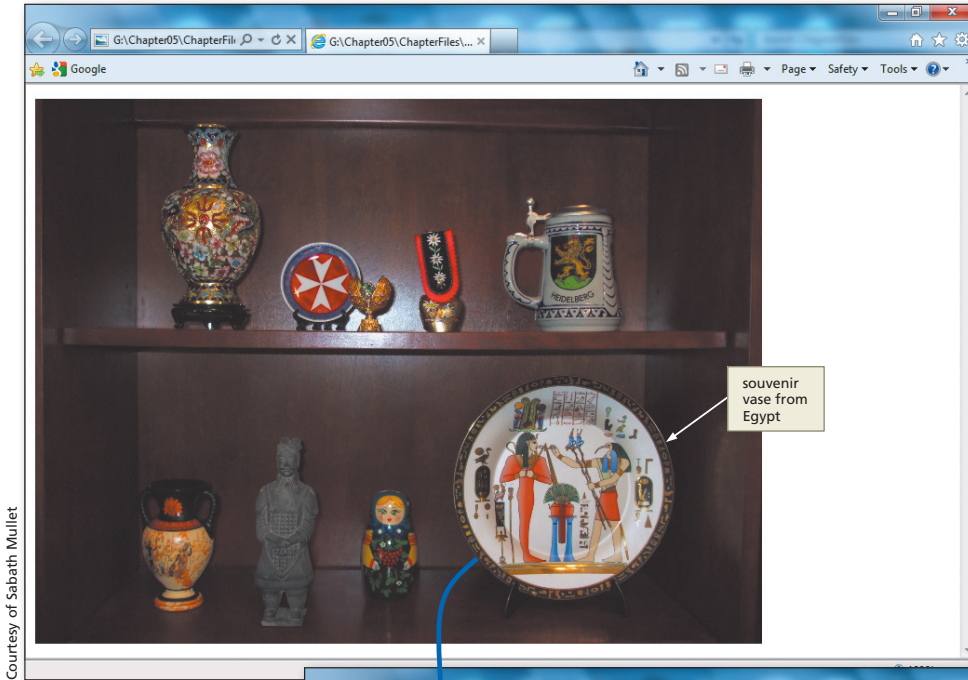 G:\Chapter05\ChapterFil
G:\Chapter05\ChapterFiles\...
Google
Page
Safety
Tools
HEIDELBERG
souvenir
vase from
Egypt
Courtesy of Sabath Mullet